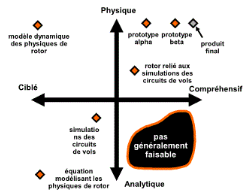 Physique
modèle dynamique
des physiques de
rotor
prototype
alpha
prototype
beta
produit
final
rotor relié aux
simulations des
circuits de vols
Ciblé
Compréhensif
simulatio
ns des
circuits de
vols
pas
généralement
faisable
équation
modélisant les
physiques de rotor
Analytique